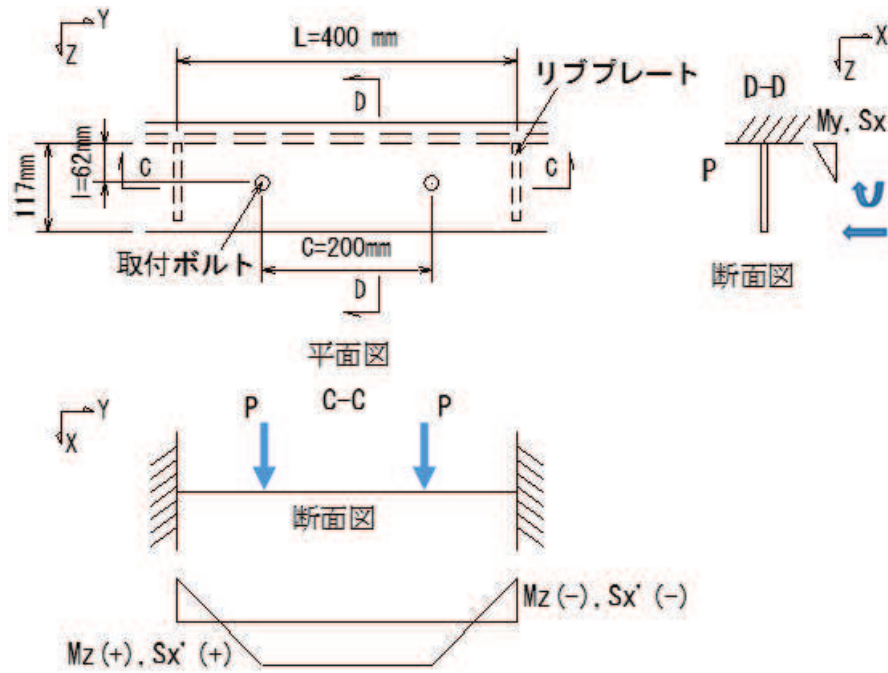 Y
Z
L=400 mm
リブプレート
D
X
Z
D-D
My, Sx
P
C
C
117mm
l=62mm
取付ボルト
C=200mm
D
断面図
平面図
Y
X
P
C-C
P
断面図
Mz(-), Sx'(-)
Mz(+), Sx'(+)